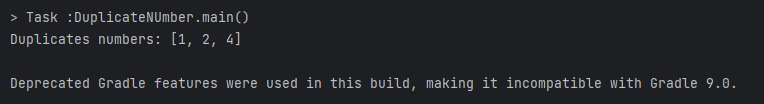 > Task :DuplicateNUmber.main()
Duplicates numbers: [1, 2, 4]
Deprecated Gradle features were used in this build, making it incompatible with Gradle 9.0.